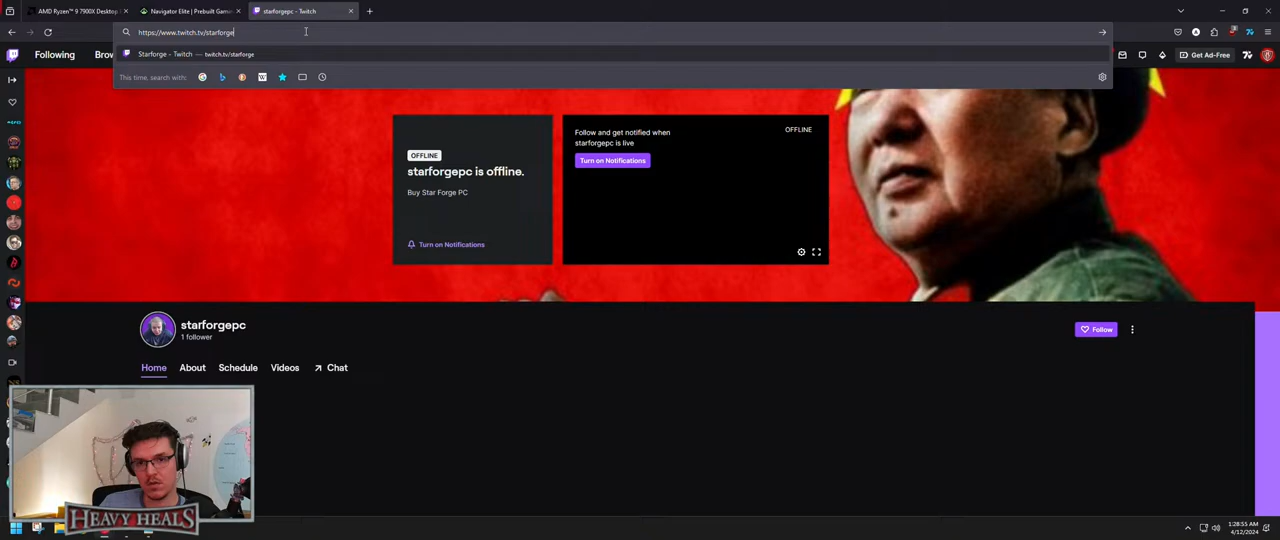 AMD Ryzen™ 9 7900X Desktop
Navigator Elite | Prebuilt Gamin
starforgepc - Twitch
https://www.twitch.tv/starforge
Starforge - Twitch — twitch.tv/starforge
This time, search with:
Following
Brow
Get Ad-Free
OFFLINE
starforgepc is offline.
Buy Star Forge PC
Turn on Notifications
Follow and get notified when
starforgepc is live
Turn on Notifications
OFFLINE
starforgepc
1 follower
Follow
Home
About
Schedule
Videos
Chat
HEAVY HEALS
1:28:55 AM
4/12/2024